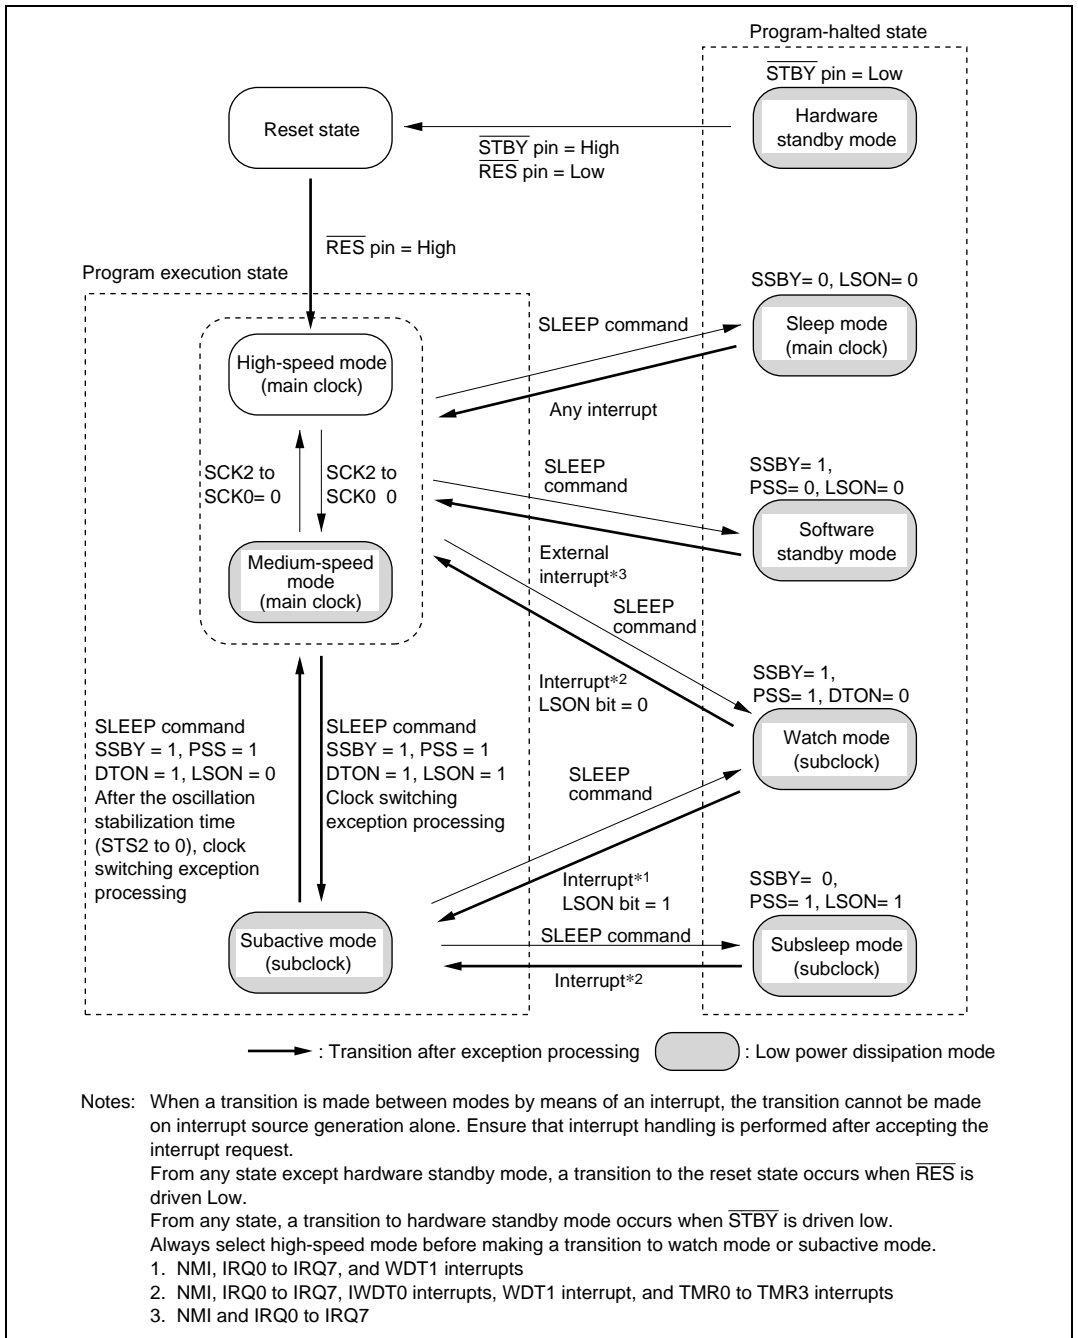 Program-halted state
STBY pin = Low
Hardware
standby mode
Reset state
STBY pin = High
RES pin = Low
RES pin = High
Program execution state
SSBY= 0, LSON= 0
Sleep mode
(main clock)
SLEEP command
Any interrupt
High-speed mode
(main clock)
SCK2 to
SCK0= 0
SCK2 to
SCK0  0
Medium-speed
mode
(main clock)
SLEEP
command
External
interrupt*3
SSBY= 1,
PSS= 0, LSON= 0
Software
standby mode
SLEEP
command
Interrupt*2
LSON bit = 0
SSBY= 1,
PSS= 1, DTON= 0
Watch mode
(subclock)
SLEEP command
SSBY = 1, PSS = 1
DTON = 1, LSON = 0
After the oscillation
stabilization time
(STS2 to 0), clock
switching exception
processing
SLEEP command
SSBY = 1, PSS = 1
DTON = 1, LSON = 1
Clock switching
exception processing
SLEEP
command
Interrupt*1
LSON bit = 1
SSBY=  0,
PSS= 1, LSON= 1
Subactive mode
(subclock)
SLEEP command
Interrupt*2
Subsleep mode
(subclock)
: Transition after exception processing
: Low power dissipation mode
Notes: When a transition is made between modes by means of an interrupt, the transition cannot be made
on interrupt source generation alone. Ensure that interrupt handling is performed after accepting the
interrupt request.
From any state except hardware standby mode, a transition to the reset state occurs when RES is
driven Low.
From any state, a transition to hardware standby mode occurs when STBY is driven low.
Always select high-speed mode before making a transition to watch mode or subactive mode.
1. NMI, IRQ0 to IRQ7, and WDT1 interrupts
2. NMI, IRQ0 to IRQ7, IWDT0 interrupts, WDT1 interrupt, and TMR0 to TMR3 interrupts
3. NMI and IRQ0 to IRQ7